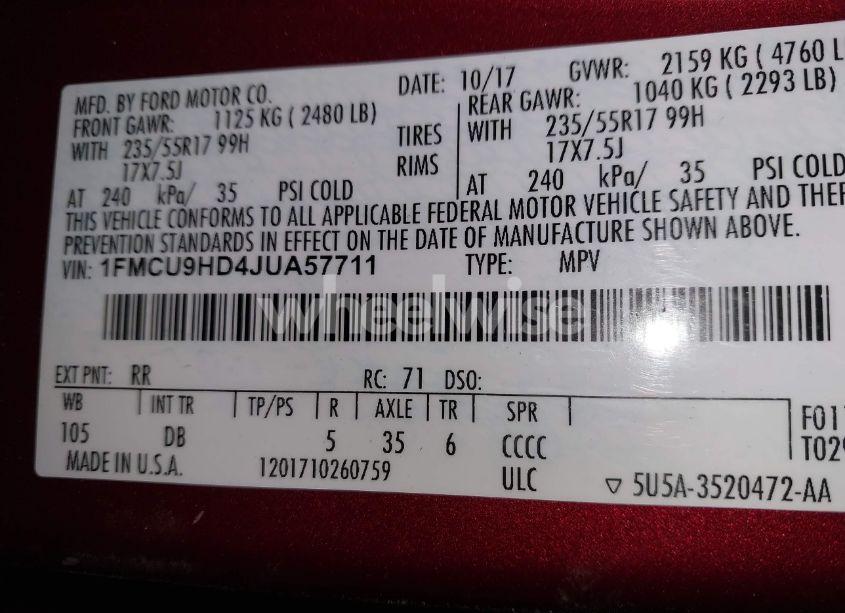 MFD. BY FORD MOTOR CO. DATE: 10/17 GVWR: 2159 KG ( 4760 L
FRONT GAWR: 1125 KG ( 2480 LB) REAR GAWR: 1040 KG ( 2293 LB)
WITH 235/55R17 99H TIRES WITH 235/55R17 99H
17X7.5J RIMS 17X7.5J
AT 240 kPa/ 35 PSI COLD AT 240 kPa/ 35 PSI COLD
THIS VEHICLE CONFORMS TO ALL APPLICABLE FEDERAL MOTOR VEHICLE SAFETY AND THEF
PREVENTION STANDARDS IN EFFECT ON THE DATE OF MANUFACTURE SHOWN ABOVE.
VIN: 1FMCU9HD4JUA57711 TYPE: MPV
wheelwise
EXT PNT: RR RC: 71 DSO:
WB INT TR TP/PS R AXLE TR SPR
105 DB 5 35 6 CCCC
MADE IN U.S.A. 1201710260759 ULC
F011
T029
▽ 5U5A-3520472-AA